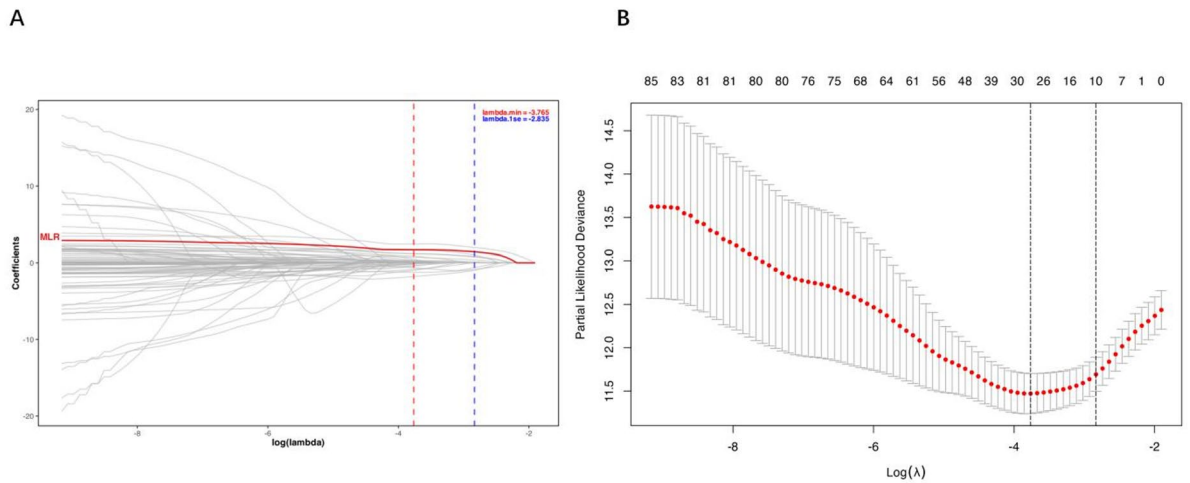 A
B
85 83 81 81 80 80 76 75 68 64 61 56 48 39 30 26 16 10 7 1 0
lambda.min = -3.765
lambda.1se = -2.835
20
10
0
-10
-20
MLR
Coefficients
-8 -6 -4 -2
log(lambda)
14.5
14.0
13.5
13.0
12.5
12.0
11.5
Partial Likelihood Deviance
-8 -6 -4 -2
Log(λ)